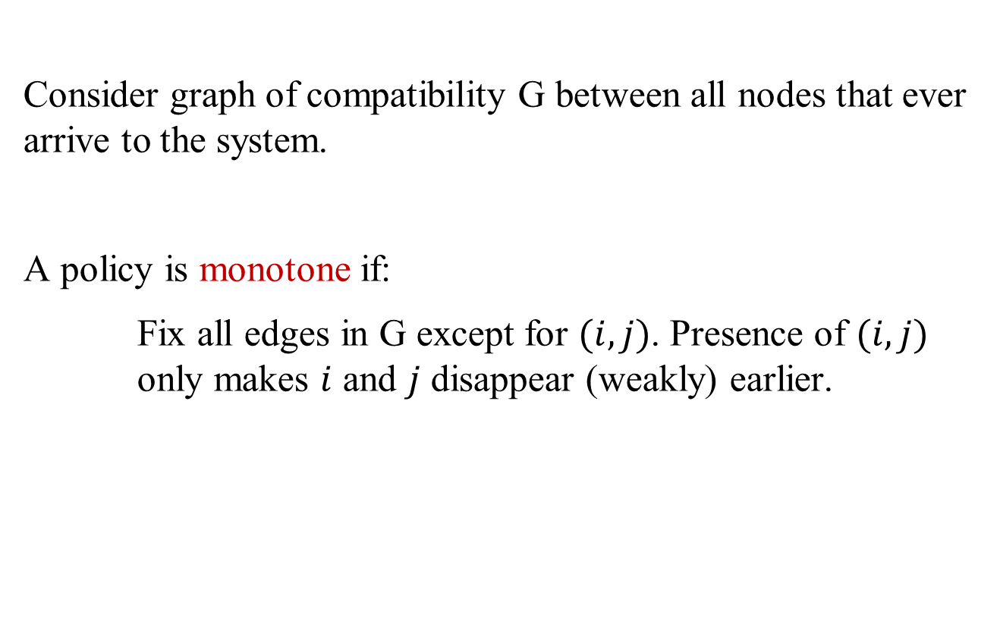 Consider graph of compatibility G between all nodes that ever
arrive to the system.
A policy is monotone if:
Fix all edges in G except for (i, j). Presence of (i, j)
only makes i and j disappear (weakly) earlier.